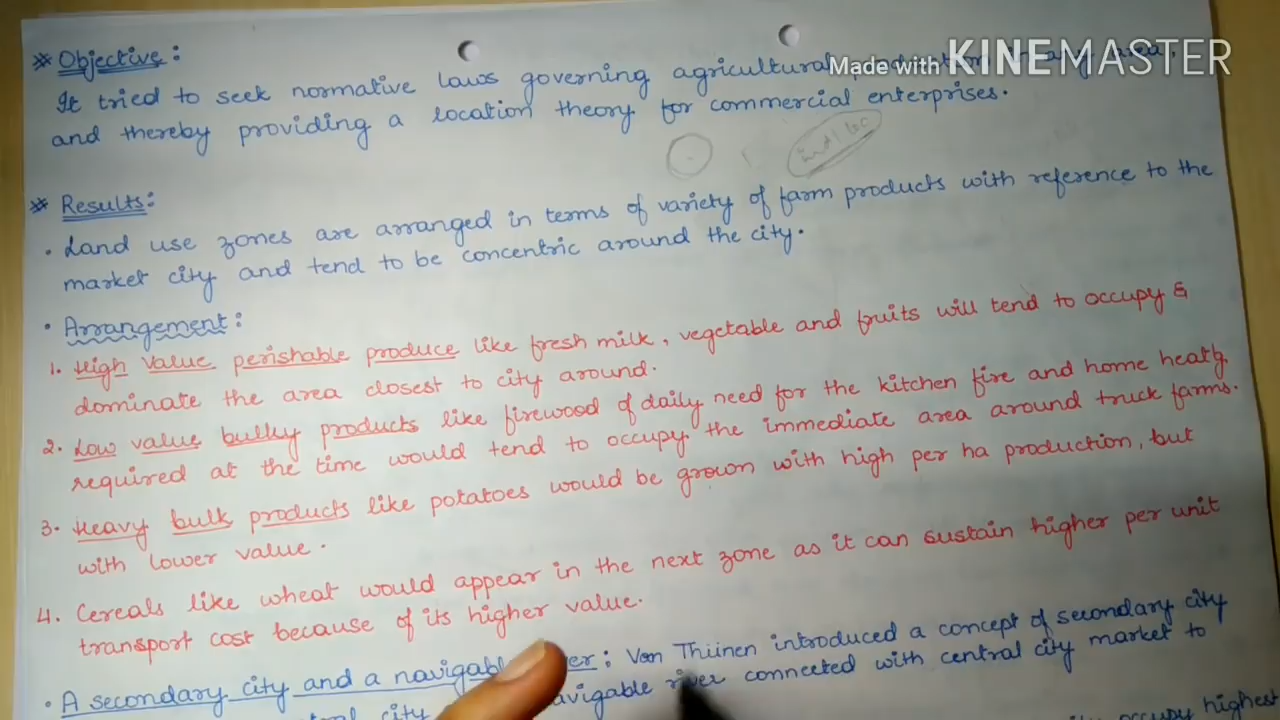 Made with KINEMASTER
* Objective:
It tried to seek normative laws governing agricultural
and thereby providing a location theory for commercial enterprises.
* Results:
• Land use zones are arranged in terms of variety of farm products with reference to the
market city and tend to be concentric around the city.
• Arrangement:
1. High value perishable produce like fresh milk, vegetable and fruits will tend to occupy &
dominate the area closest to city around.
2. Low value bulky products like firewood of daily need for the kitchen fire and home heatg.
required at the time would tend to occupy the immediate area around truck farms.
3. Heavy bulk products like potatoes would be grown with high per ha production, but
with lower value.
4. Cereals like wheat would appear in the next zone as it can sustain higher per unit
transport cost because of its higher value.
• A secondary city and a navigable : Von Thiinen introduced a concept of secondary city
city navigable river connected with central city market to
occupy highest